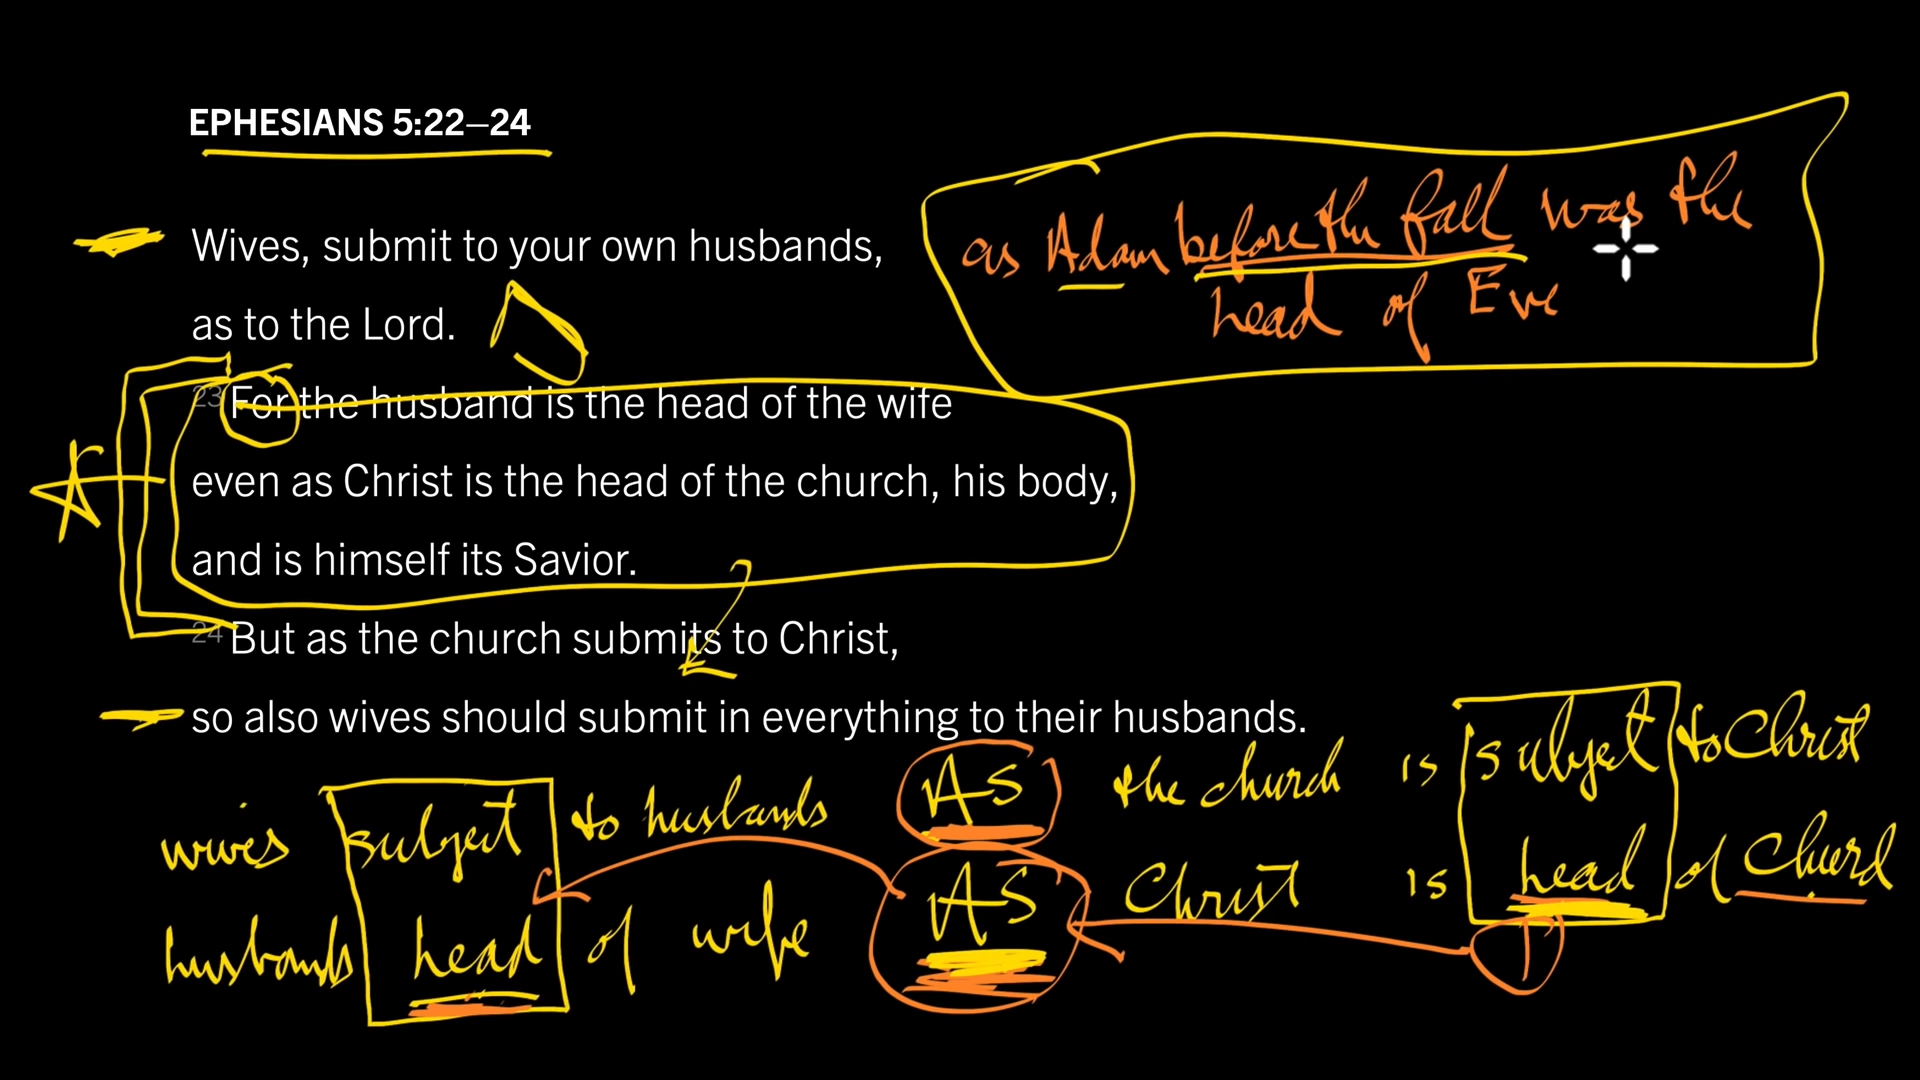 EPHESIANS 5:22–24
as Adam before the fall was the
head of Eve
Wives, submit to your own husbands,
as to the Lord.
23 For the husband is the head of the wife
even as Christ is the head of the church, his body,
and is himself its Savior.
24 But as the church submits to Christ,
so also wives should submit in everything to their husbands.
wives subject to husbands AS the church is subject to Christ
husbands head of wife AS Christ is head of Church